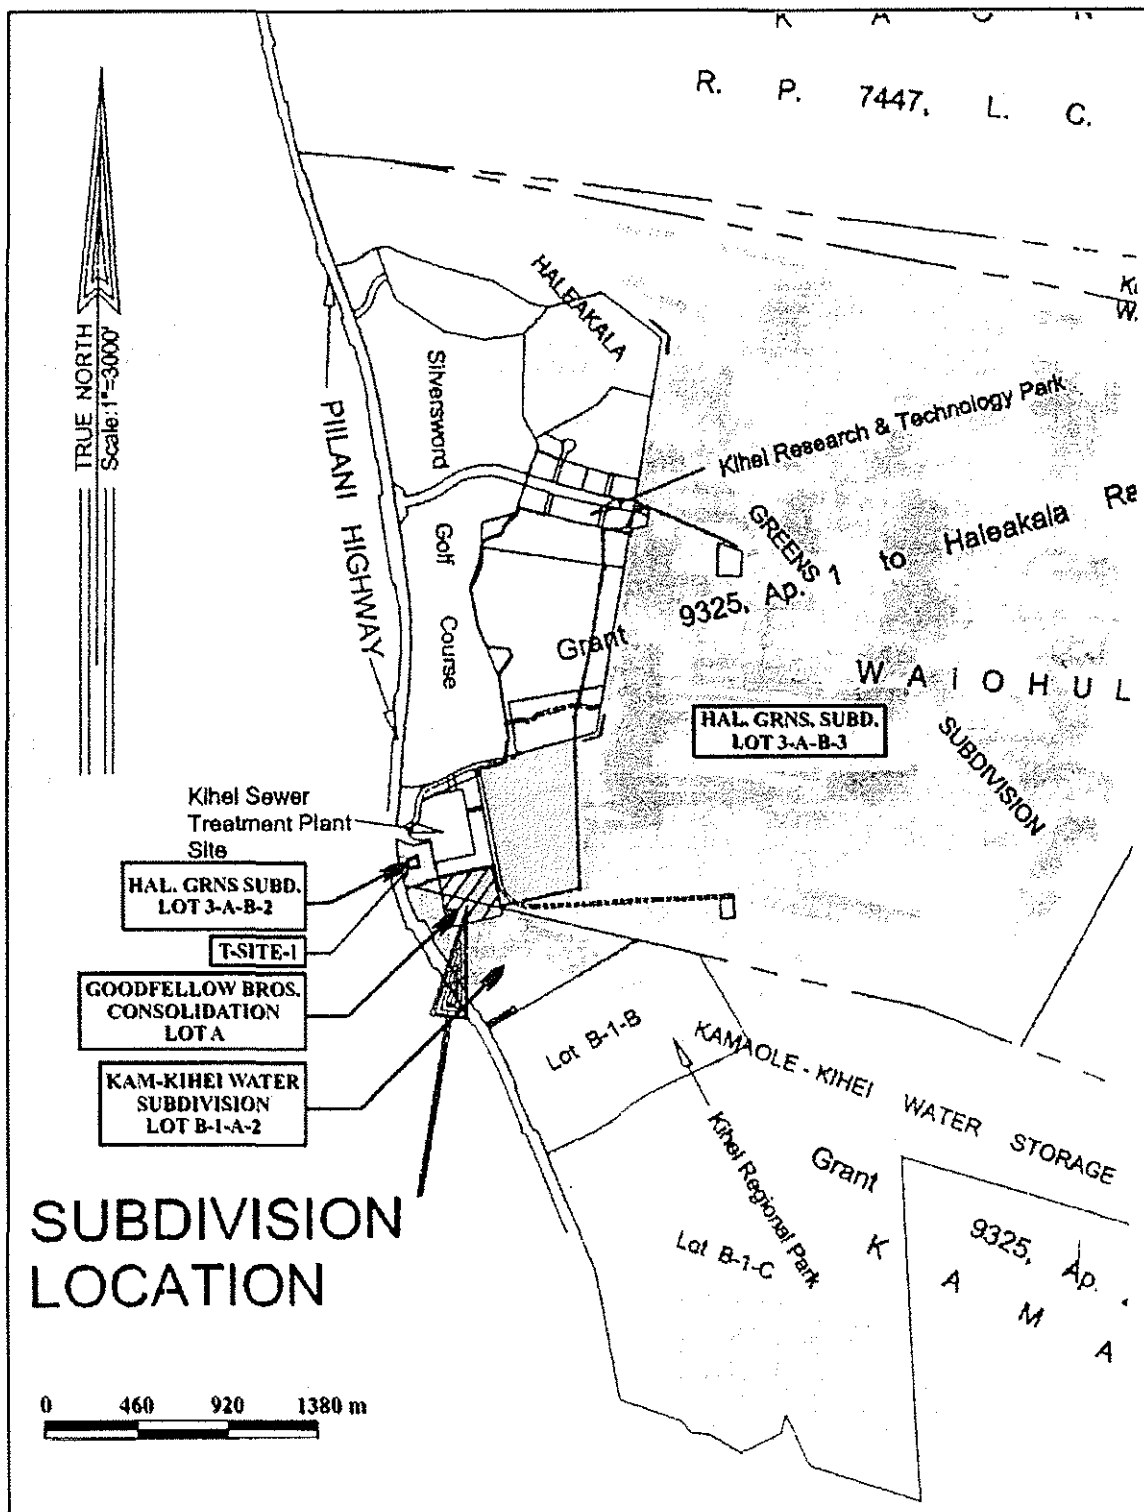 R. P. 7447, L. C.
HALEAKALA
TRUE NORTH
Scale:1"=3000'
PIILANI HIGHWAY
Silversword
Golf
Course
Kihei Research & Technology Park
GREENS
9325, Ap. 1 to Haleakala Ra
Grant
WAIOHUL
HAL. GRNS. SUBD.
LOT 3-A-B-3
SUBDIVISION
Kihei Sewer
Treatment Plant
Site
HAL. GRNS SUBD.
LOT 3-A-B-2
T-SITE-1
GOODFELLOW BROS.
CONSOLIDATION
LOT A
KAM-KIHEI WATER
SUBDIVISION
LOT B-1-A-2
Lot B-1-B
KAMAOLE - KIHEI WATER STORAGE
Kihei Regional Park
Grant
9325, Ap.
K A M A
Lot B-1-C
SUBDIVISION
LOCATION
0 460 920 1380 m